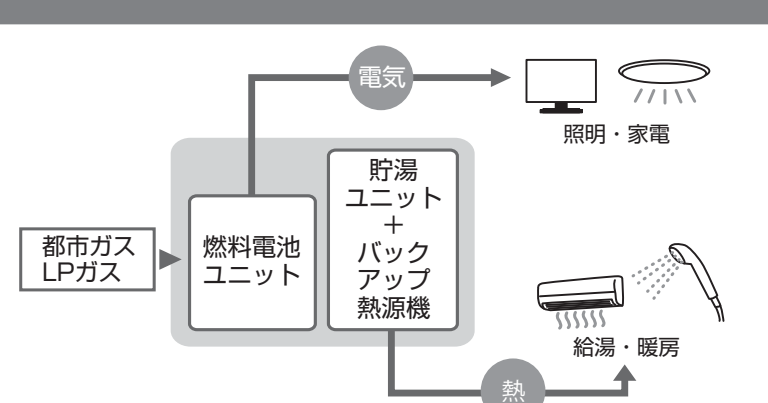 電気
照明・家電
都市ガス
LPガス
燃料電池
ユニット
貯湯
ユニット
＋
バック
アップ
熱源機
給湯・暖房
熱